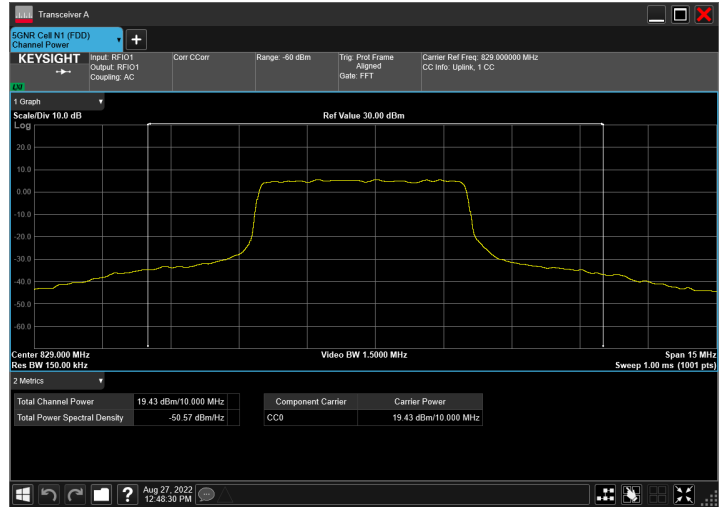 Transceiver A
5GNR Cell N1 (FDD)
Channel Power
KEYSIGHT
Input: RFIO1
Output: RFIO1
Coupling: AC
Corr CCorr
Range: -60 dBm
Trig: Prot Frame
Aligned
Gate: FFT
Carrier Ref Freq: 829.000000 MHz
CC Info: Uplink, 1 CC
LXI
1 Graph
Scale/Div 10.0 dB
Ref Value 30.00 dBm
Log
20.0
10.0
0.00
-10.0
-20.0
-30.0
-40.0
-50.0
-60.0
Center 829.000 MHz
Video BW 1.5000 MHz
Span 15 MHz
Res BW 150.00 kHz
Sweep 1.00 ms (1001 pts)
2 Metrics
Total Channel Power 19.43 dBm/10.000 MHz
Total Power Spectral Density -50.57 dBm/Hz
Component Carrier Carrier Power
CC0 19.43 dBm/10.000 MHz
Aug 27, 2022
12:48:30 PM